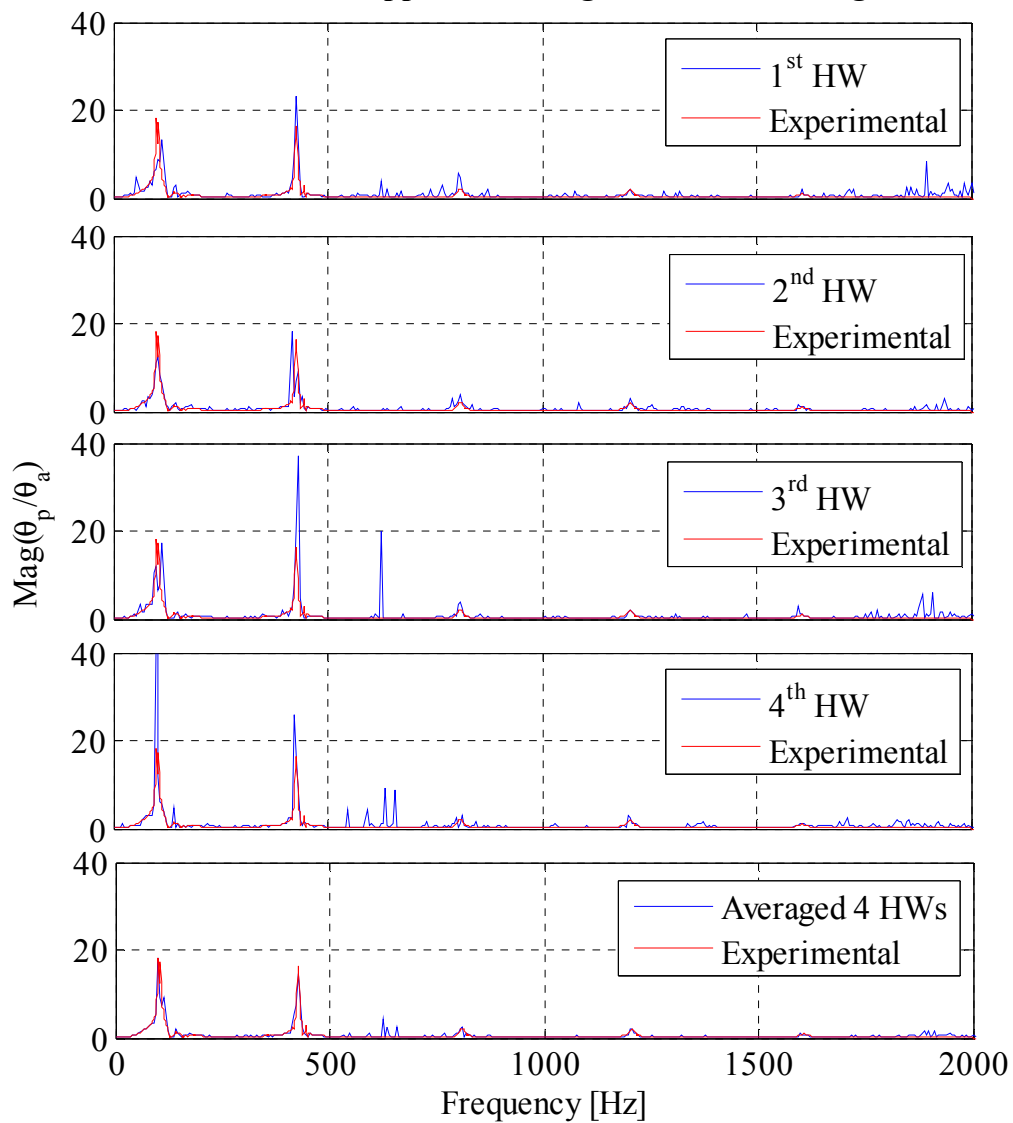 40
20
0
1st HW
Experimental
40
20
0
2nd HW
Experimental
40
20
0
3rd HW
Experimental
40
20
0
4th HW
Experimental
40
20
0
Averaged 4 HWs
Experimental
0 500 1000 1500 2000
Frequency [Hz]
Mag(θp/θa)